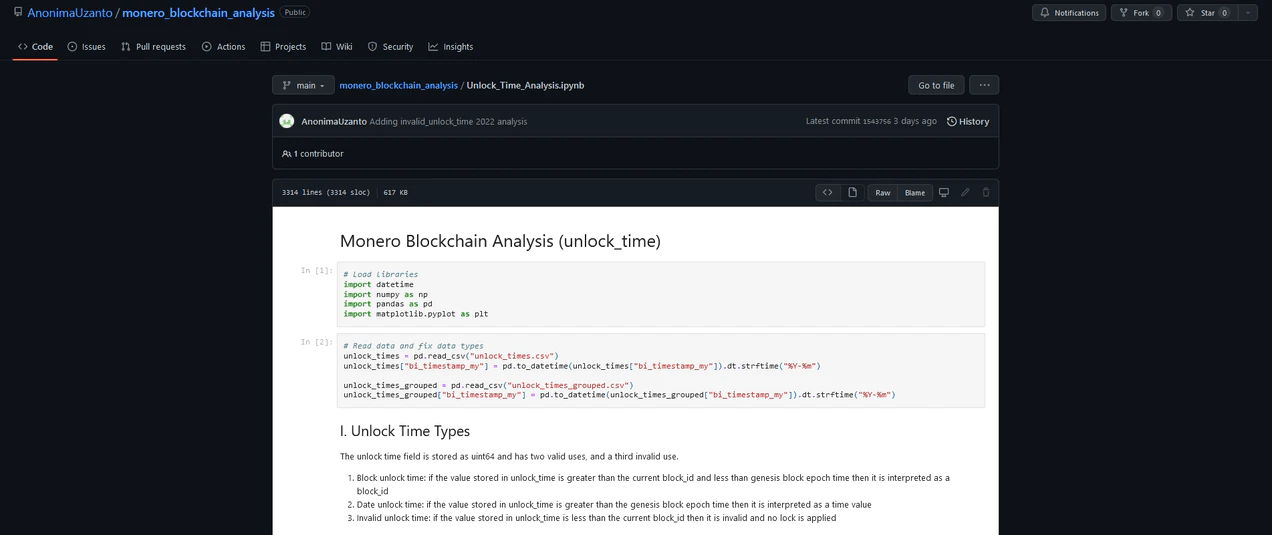 AnonimaUzanto / monero_blockchain_analysis Public
Notifications Fork 0 Star 0
Code Issues Pull requests Actions Projects Wiki Security Insights
main monero_blockchain_analysis / Unlock_Time_Analysis.ipynb Go to file ...
AnonimaUzanto Adding invalid_unlock_time 2022 analysis Latest commit 1543756 3 days ago History
1 contributor
3314 lines (3314 sloc) 617 KB Raw Blame
Monero Blockchain Analysis (unlock_time)
In [1]:
# Load libraries
import datetime
import numpy as np
import pandas as pd
import matplotlib.pyplot as plt
In [2]:
# Read data and fix data types
unlock_times = pd.read_csv("unlock_times.csv")
unlock_times["bi_timestamp_my"] = pd.to_datetime(unlock_times["bi_timestamp_my"]).dt.strftime("%Y-%m")
unlock_times_grouped = pd.read_csv("unlock_times_grouped.csv")
unlock_times_grouped["bi_timestamp_my"] = pd.to_datetime(unlock_times_grouped["bi_timestamp_my"]).dt.strftime("%Y-%m")
I. Unlock Time Types
The unlock time field is stored as uint64 and has two valid uses, and a third invalid use.
1. Block unlock time: if the value stored in unlock_time is greater than the current block_id and less than genesis block epoch time then it is interpreted as a
block_id
2. Date unlock time: if the value stored in unlock_time is greater than the genesis block epoch time then it is interpreted as a time value
3. Invalid unlock time: if the value stored in unlock_time is less than the current block_id then it is invalid and no lock is applied